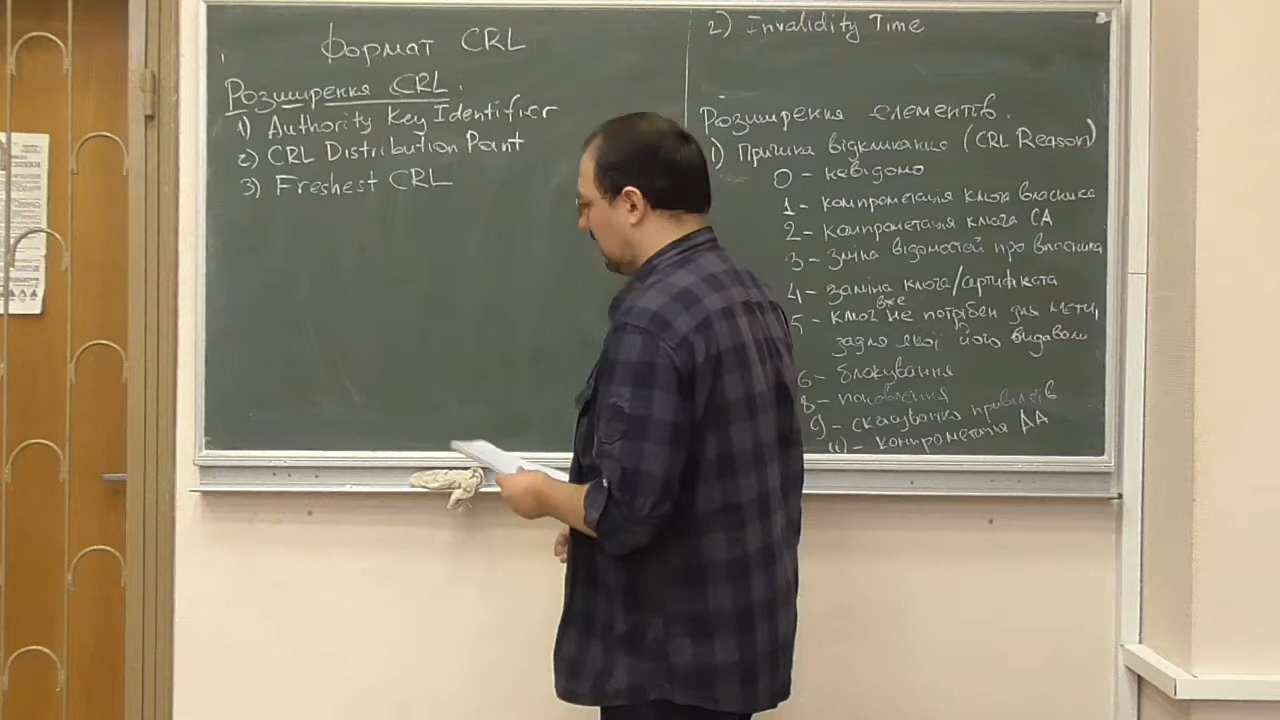 Формат CRL
Розширення CRL.
1) Authority Key Identifier
2) CRL Distribution Point
3) Freshest CRL
2) Invalidity Time
Розширення елементів.
1) Причина відкликання (CRL Reason)
0 - невідомо
1 - компрометація ключа власника
2 - компрометація ключа CA
3 - зміна відомостей про власника
4 - заміна ключа/сертифіката
5 - ключ вже не потрібен для мети,
задля якої його видавали
6 - блокування
8 - поновлення
9 - скасування привілеїв
10 - компрометація АА